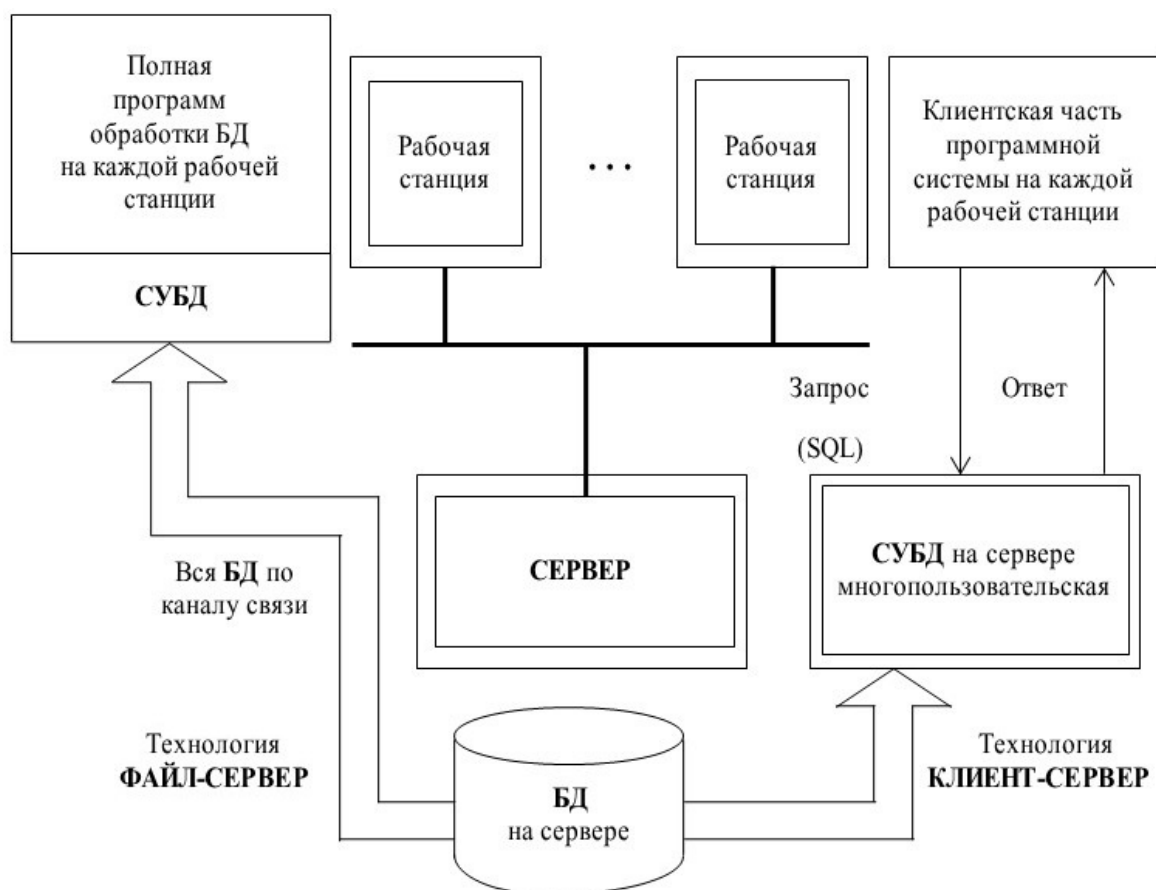 Полная
программ
обработки БД
на каждой рабочей
станции
СУБД
Рабочая
станция
...
Рабочая
станция
Клиентская часть
программной
системы на каждой
рабочей станции
Запрос
(SQL)
Ответ
Вся БД по
каналу связи
СЕРВЕР
СУБД на сервере
многопользовательская
Технология
ФАЙЛ-СЕРВЕР
БД
на сервере
Технология
КЛИЕНТ-СЕРВЕР